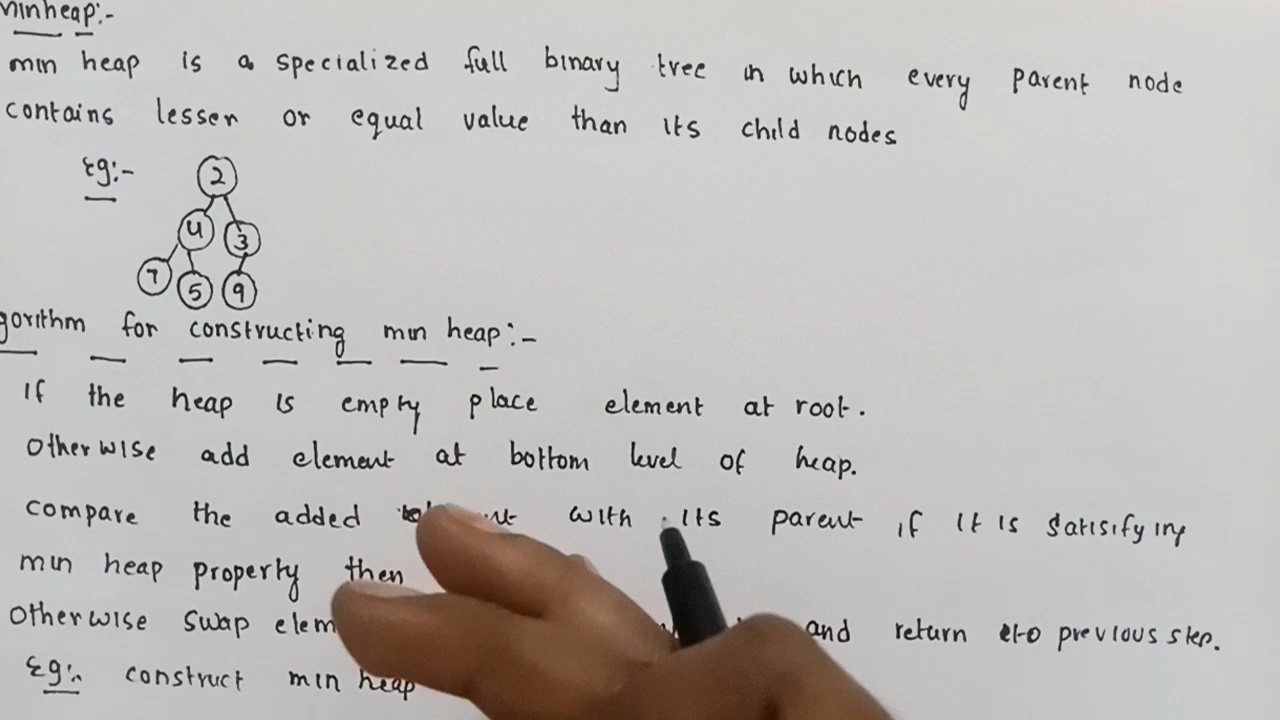 minheap:-
min heap is a specialized full binary tree in which every parent node
contains lesser or equal value than its child nodes
Eg:-
2
4 3
7 5 9
gorithm for constructing min heap:-
If the heap is empty place element at root.
Otherwise add element at bottom level of heap.
compare the added with its parent if it is satisifying
min heap property then
Otherwise swap elem and return to previous step.
Eg:- construct min heap